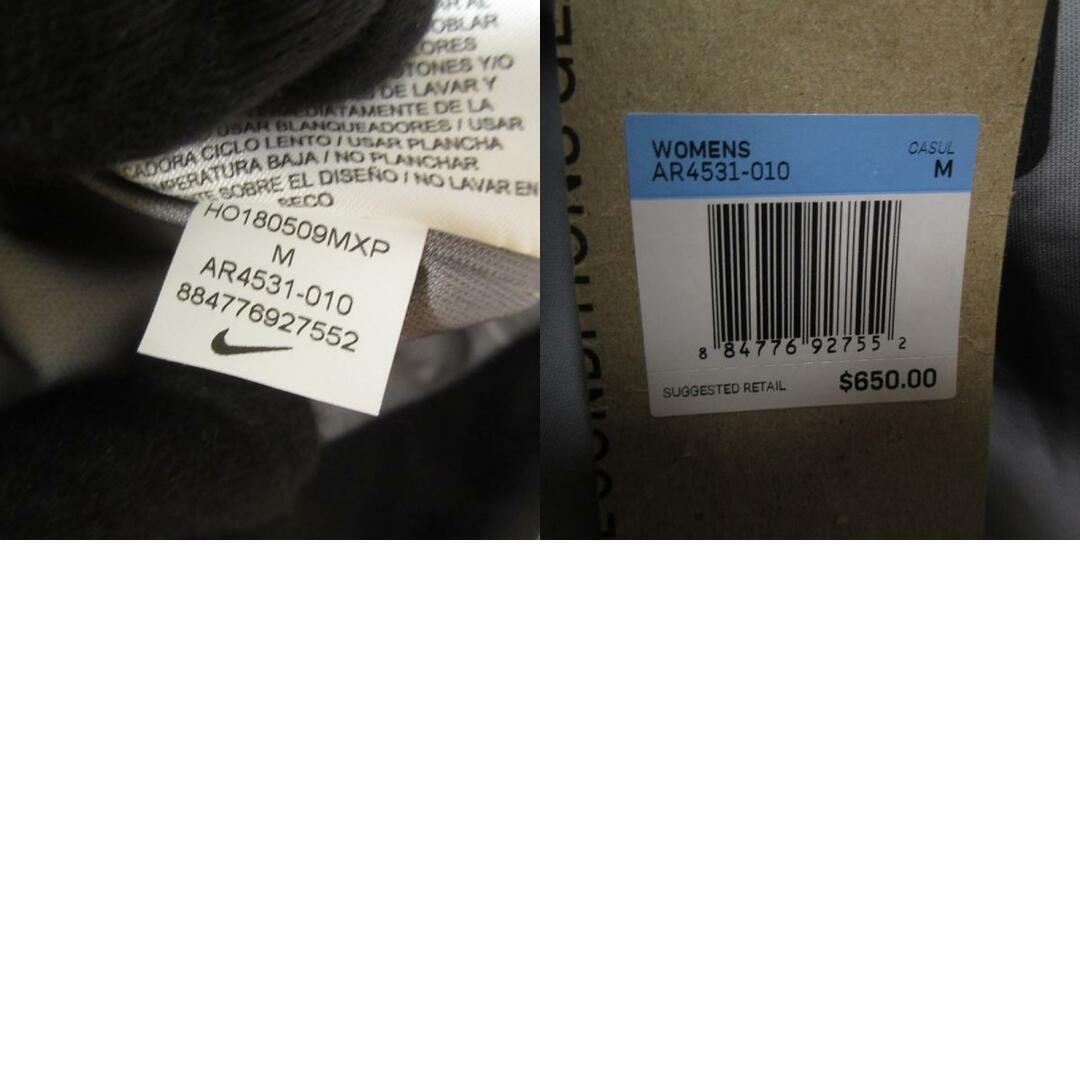 OBLAR
ORES
TONES Y/O
DE LAVAR Y
MEDIATAMENTE DE LA
USAR BLANQUEADORES / USAR
CADORA CICLO LENTO / USAR PLANCHA
MPERATURA BAJA / NO PLANCHAR
TE SOBRE EL DISEÑO / NO LAVAR EN
SECO
HO180509MXP
M
AR4531-010
884776927552
WOMENS
CASUL
AR4531-010
M
8 84776 92755 2
SUGGESTED RETAIL
$650.00